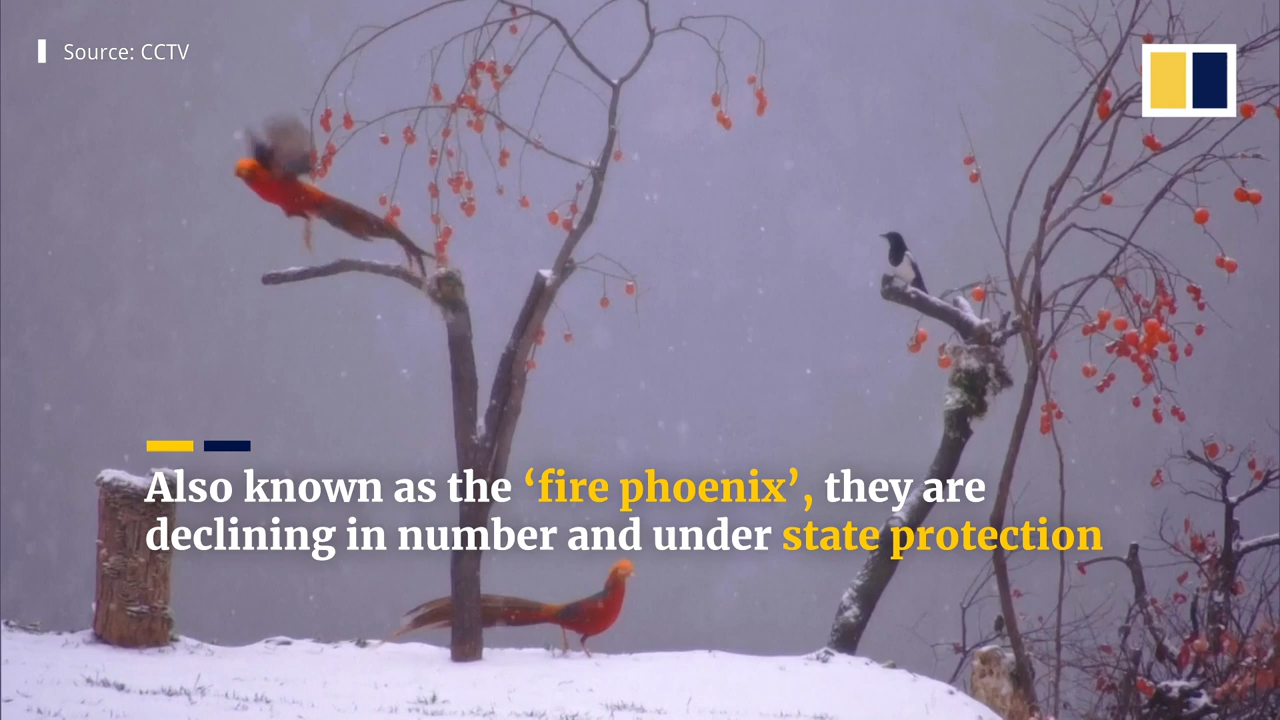 Source: CCTV
Also known as the ‘fire phoenix’, they are
declining in number and under state protection